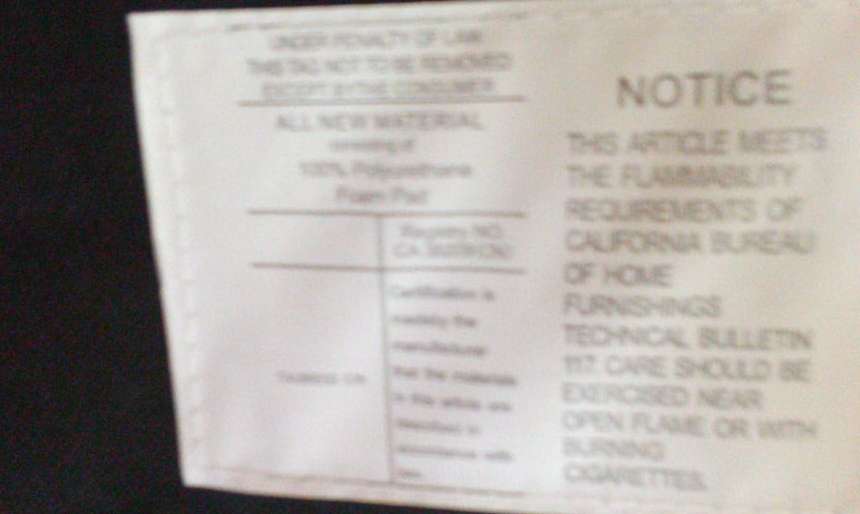 UNDER PENALTY OF LAW
THIS TAG NOT TO BE REMOVED
EXCEPT BY THE CONSUMER
ALL NEW MATERIAL
consisting of
100% Polyurethane
Foam Pad
Registry NO.
CA
Certification is
made by the
manufacturer
that the materials
in this article are
described in
accordance with
law.
NOTICE
THIS ARTICLE MEETS
THE FLAMMABILITY
REQUIREMENTS OF
CALIFORNIA BUREAU
OF HOME
FURNISHINGS
TECHNICAL BULLETIN
117. CARE SHOULD BE
EXERCISED NEAR
OPEN FLAME OR WITH
BURNING
CIGARETTES.